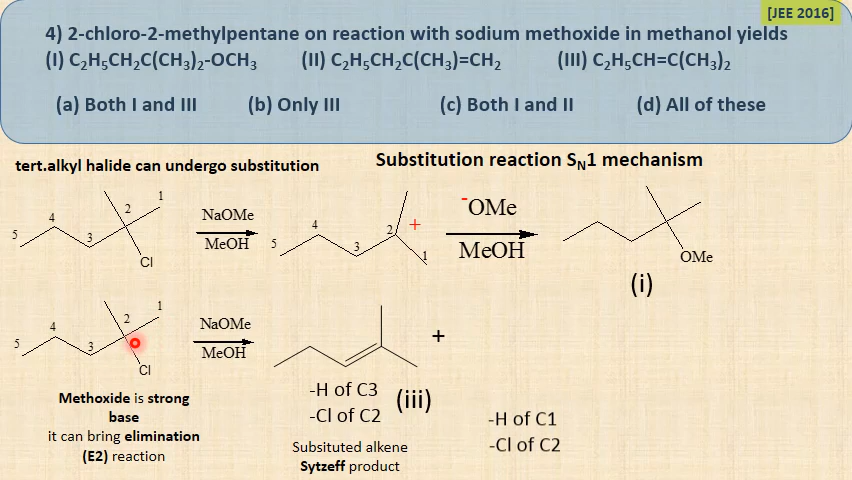 [JEE 2016]
4) 2-chloro-2-methylpentane on reaction with sodium methoxide in methanol yields
(I) C₂H₅CH₂C(CH₃)₂-OCH₃ (II) C₂H₅CH₂C(CH₃)=CH₂ (III) C₂H₅CH=C(CH₃)₂
(a) Both I and III (b) Only III (c) Both I and II (d) All of these
tert.alkyl halide can undergo substitution
Substitution reaction Sₙ1 mechanism
5 4 3 2 1 Cl
NaOMe
MeOH
5 4 3 2 + 1
⁻OMe
MeOH
OMe
(i)
5 4 3 2 1 Cl
NaOMe
MeOH
+
-H of C3
-Cl of C2
(iii)
-H of C1
-Cl of C2
Methoxide is strong
base
it can bring elimination
(E2) reaction
Subsituted alkene
Sytzeff product